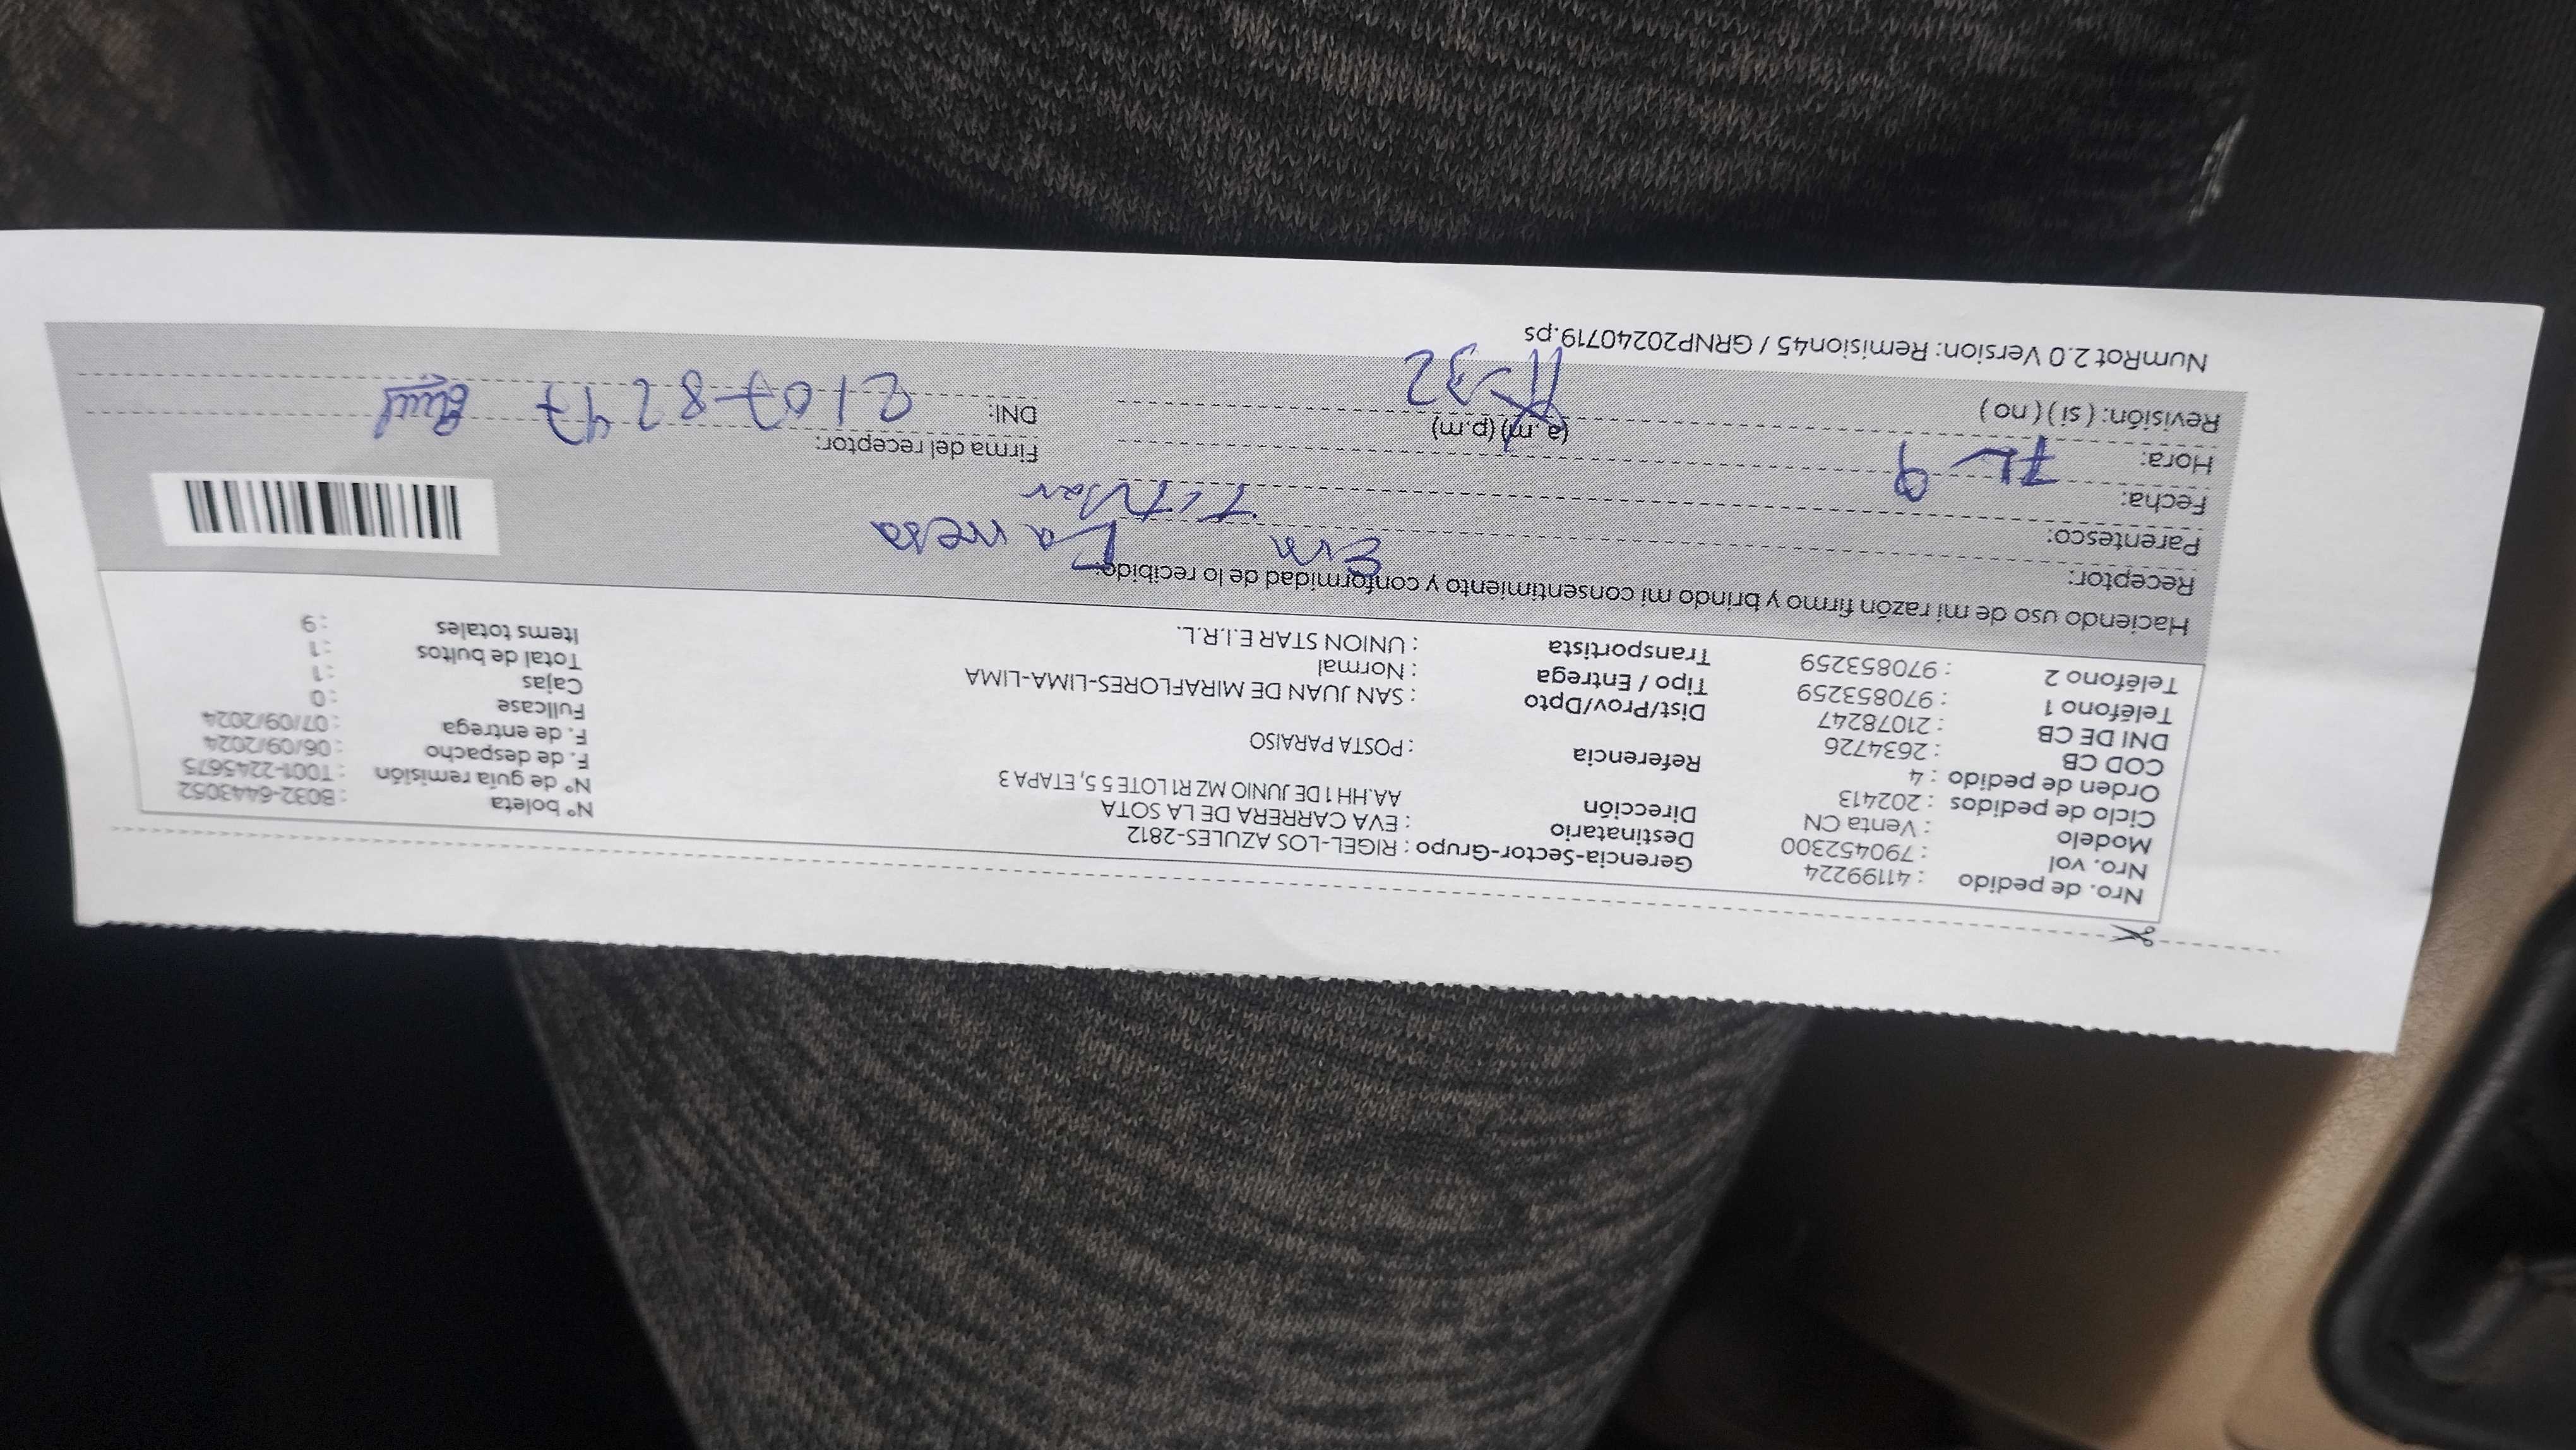 Nro. de pedido : 41199224
Nro. vol : 790452300
Modelo : Venta CN
Ciclo de pedidos : 202413
Orden de pedido : 4
COD CB : 2634726
DNI DE CB : 21078247
Teléfono 1 : 970853259
Teléfono 2 : 970853259
Gerencia-Sector-Grupo : RIGEL-LOS AZULES-2812
Destinatario : EVA CARRERA DE LA SOTA
Dirección AA.HH 1 DE JUNIO MZ R1 LOTE 5 5, ETAPA 3
Referencia : POSTA PARAISO
Dist/Prov/Dpto : SAN JUAN DE MIRAFLORES-LIMA-LIMA
Tipo / Entrega : Normal
Transportista : UNION STAR E.I.R.L.
N° boleta : B032-6443052
N° de guía remisión : T001-2245675
F. de despacho : 06/09/2024
F. de entrega : 07/09/2024
Fullcase : 0
Cajas : 1
Total de bultos : 1
Items totales : 9
Haciendo uso de mi razón firmo y brindo mi consentimiento y conformidad de lo recibido:
Receptor:
Parentesco: Titular
Fecha: 7 - 9
Hora: (a.m) (p.m)
11-32
Revisión: ( si ) ( no )
Firma del receptor:
DNI: 21078247
NumRot 2.0 Version: Remision45 / GRNP20240719.ps